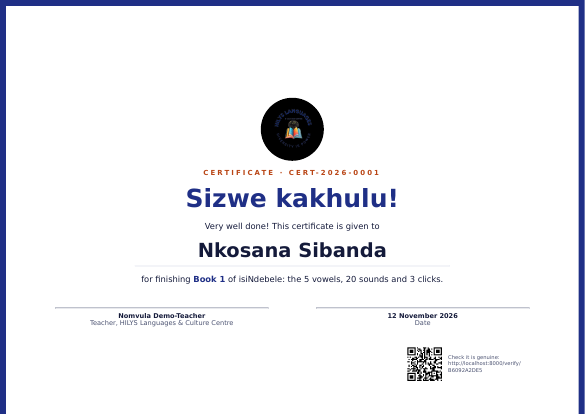 HILYS LANGUAGES
CERTIFICATE · CERT-2026-0001
Sizwe kakhulu!
Very well done! This certificate is given to
Nkosana Sibanda
for finishing Book 1 of isiNdebele: the 5 vowels, 20 sounds and 3 clicks.
Nomvula Demo-Teacher
Teacher, HILYS Languages & Culture Centre
12 November 2026
Date
Check it is genuine:
http://localhost:8000/verify/
B6092A2DE5